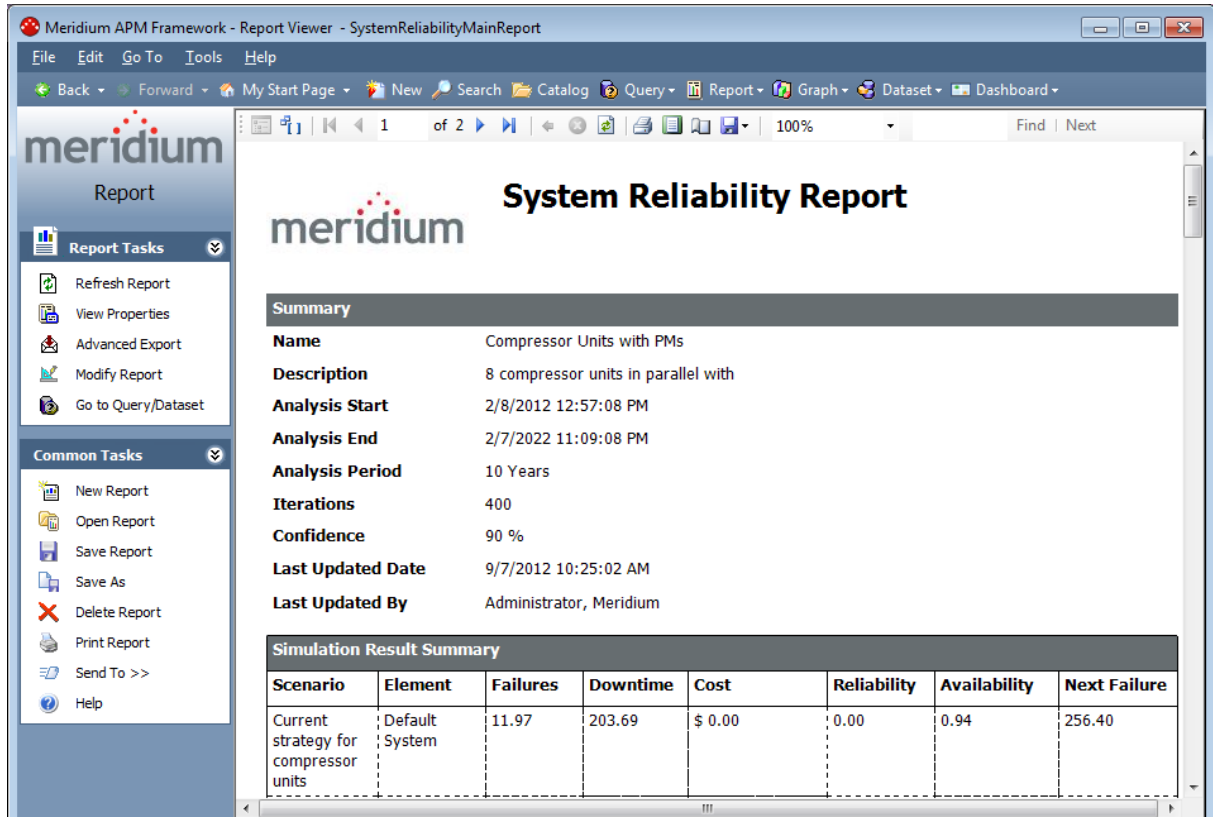 Meridium APM Framework - Report Viewer - SystemReliabilityMainReport
File Edit Go To Tools Help
Back Forward My Start Page New Search Catalog Query Report Graph Dataset Dashboard
1 of 2 100% Find | Next
meridium
Report
Report Tasks
Refresh Report
View Properties
Advanced Export
Modify Report
Go to Query/Dataset
Common Tasks
New Report
Open Report
Save Report
Save As
Delete Report
Print Report
Send To >>
Help
meridium
System Reliability Report
Summary
Name Compressor Units with PMs
Description 8 compressor units in parallel with
Analysis Start 2/8/2012 12:57:08 PM
Analysis End 2/7/2022 11:09:08 PM
Analysis Period 10 Years
Iterations 400
Confidence 90 %
Last Updated Date 9/7/2012 10:25:02 AM
Last Updated By Administrator, Meridium
Simulation Result Summary
Scenario Element Failures Downtime Cost Reliability Availability Next Failure
Current Default 11.97 203.69 $ 0.00 0.00 0.94 256.40
strategy for System
compressor
units